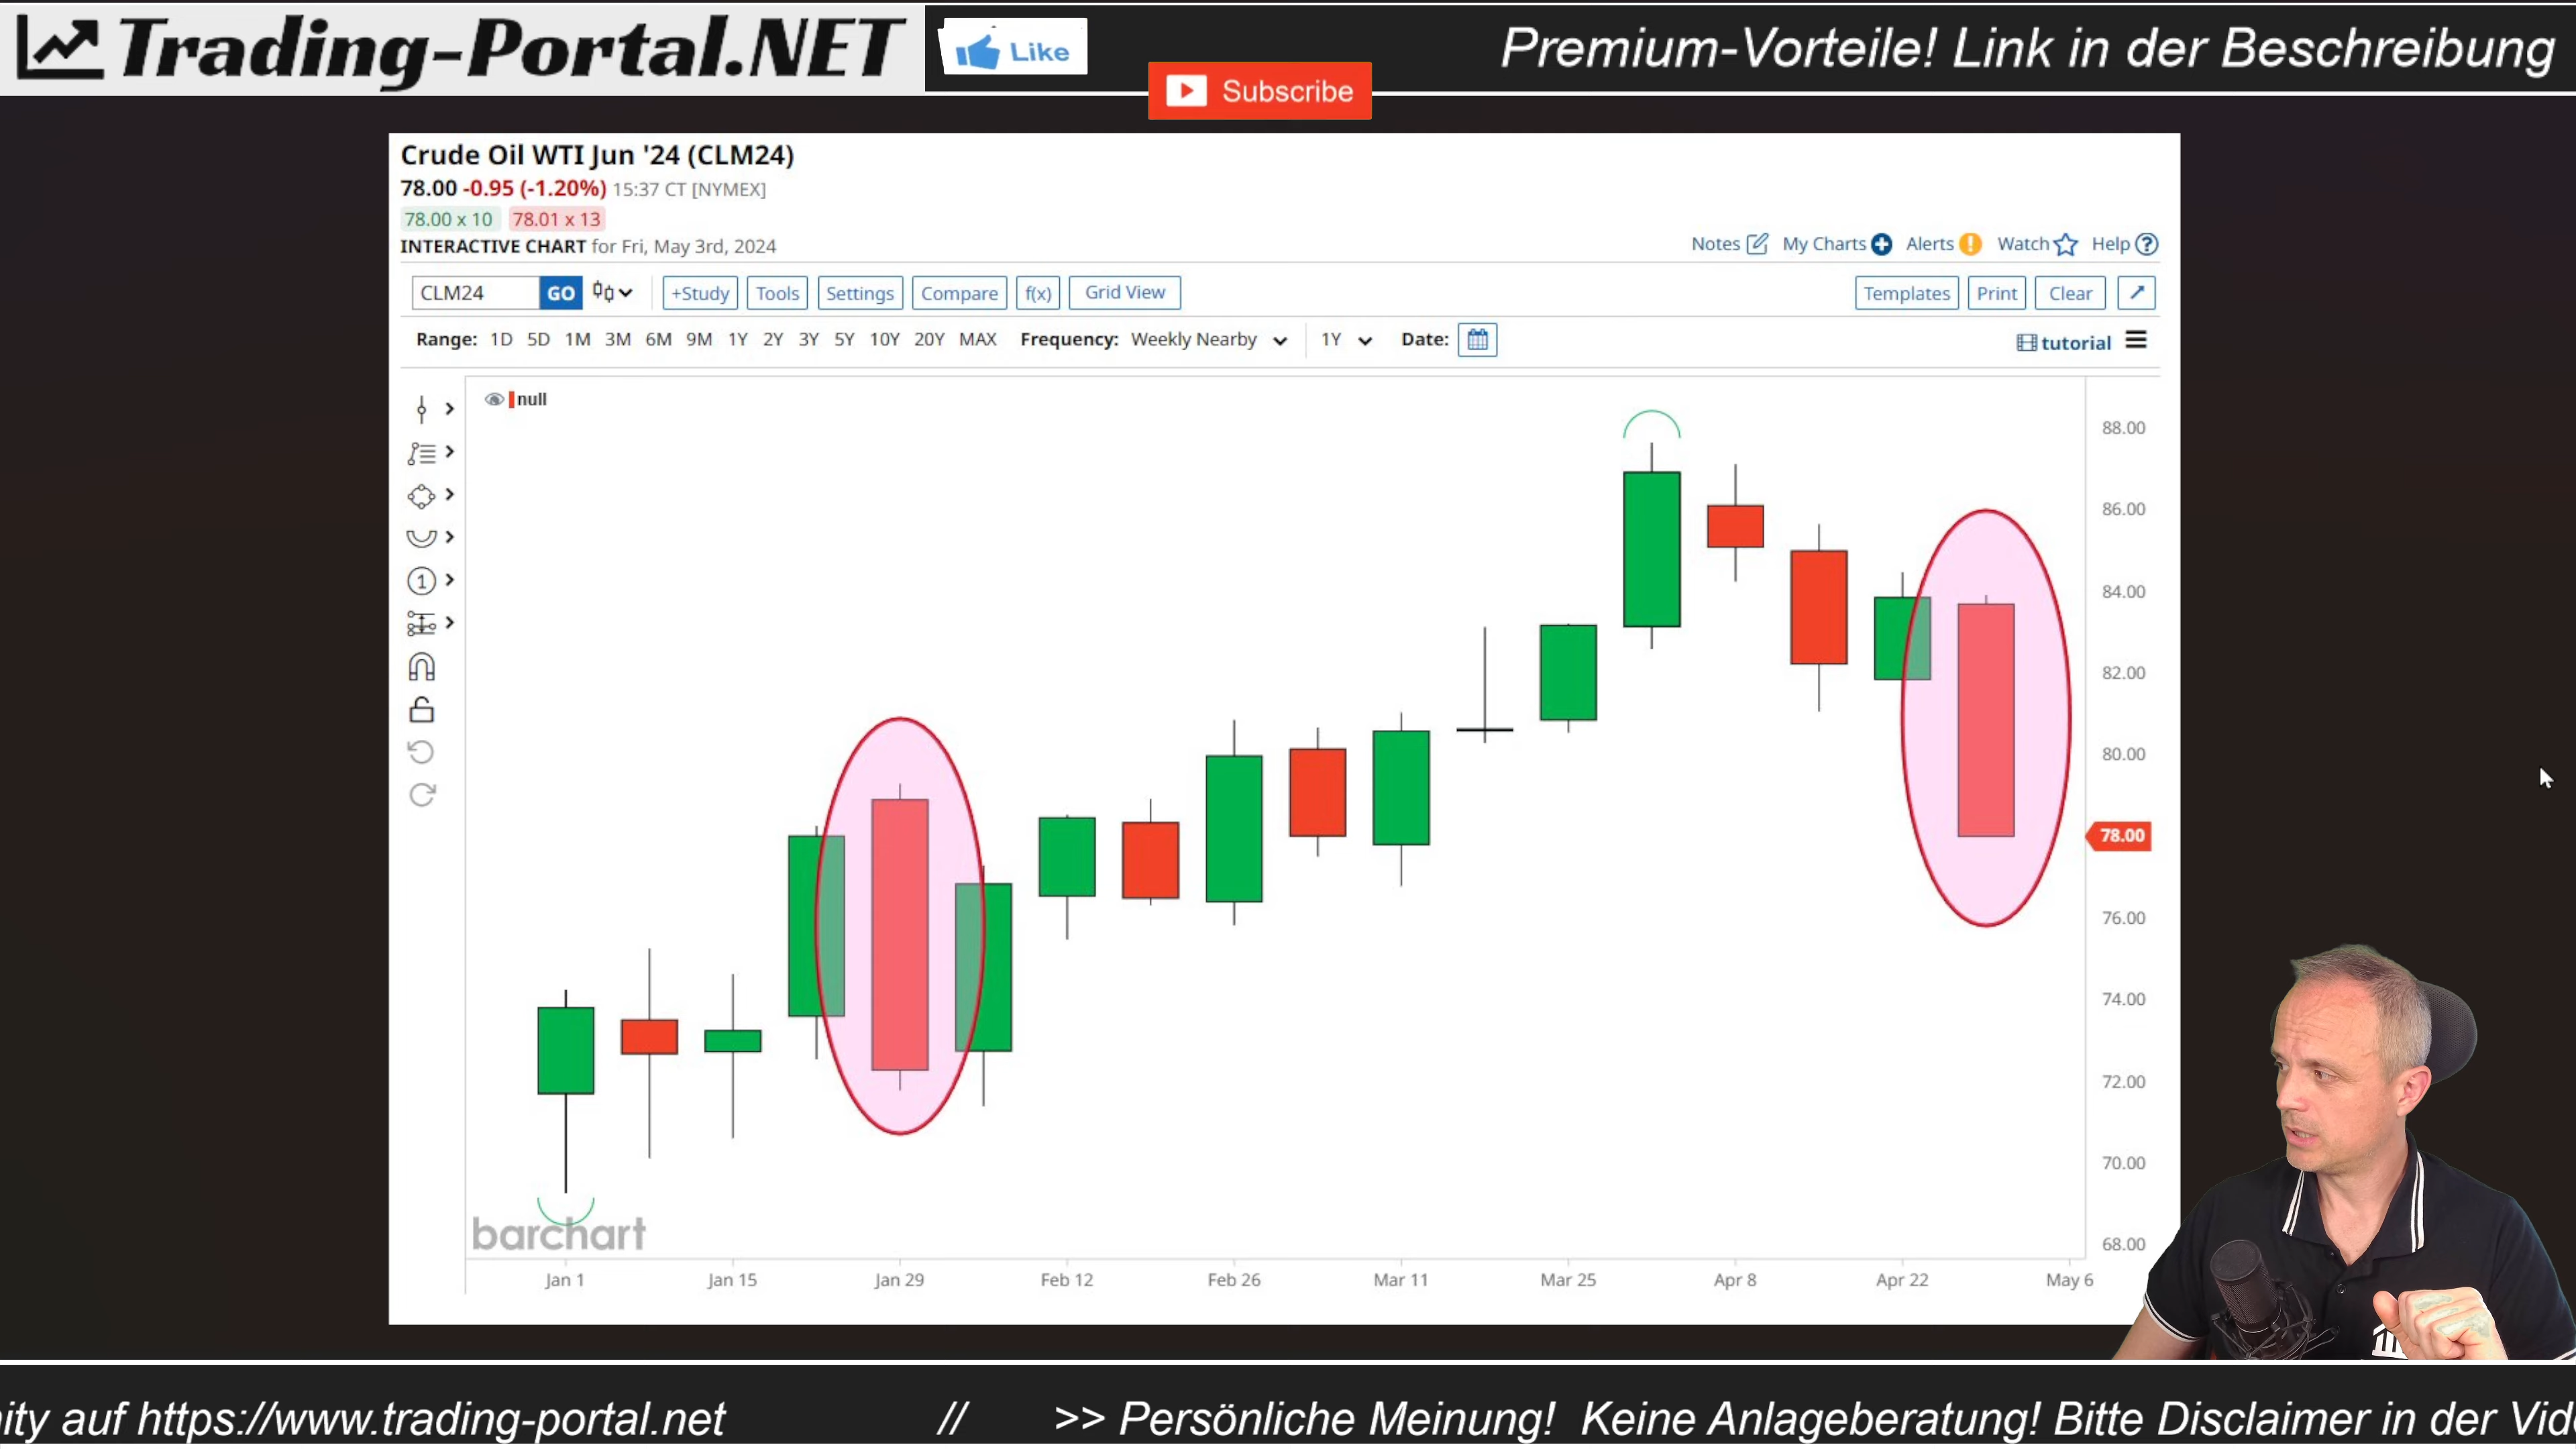 Trading-Portal.NET
Like
Subscribe
Premium-Vorteile! Link in der Beschreibung
Crude Oil WTI Jun '24 (CLM24)
78.00 -0.95 (-1.20%) 15:37 CT [NYMEX]
78.00 x 10 78.01 x 13
INTERACTIVE CHART for Fri, May 3rd, 2024
Notes My Charts Alerts Watch Help
CLM24 GO +Study Tools Settings Compare f(x) Grid View Templates Print Clear
Range: 1D 5D 1M 3M 6M 9M 1Y 2Y 3Y 5Y 10Y 20Y MAX Frequency: Weekly Nearby 1Y Date: tutorial
null
88.00
86.00
84.00
82.00
80.00
78.00
76.00
74.00
72.00
70.00
68.00
barchart
Jan 1 Jan 15 Jan 29 Feb 12 Feb 26 Mar 11 Mar 25 Apr 8 Apr 22 May 6
ity auf https://www.trading-portal.net // >> Persönliche Meinung! Keine Anlageberatung! Bitte Disclaimer in der Vid